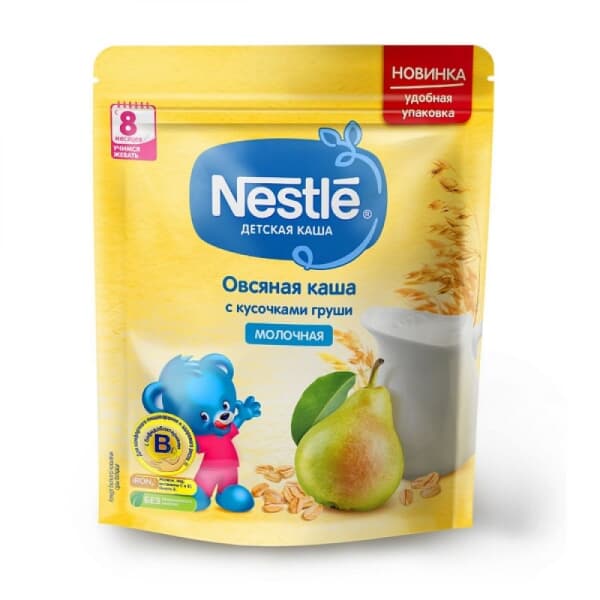 НОВИНКА
удобная
упаковка
с
8
месяцев
УЧИМСЯ
ЖЕВАТЬ
Nestlé®
ДЕТСКАЯ КАША
Овсяная каша
с кусочками груши
МОЛОЧНАЯ
B
IRON
БЕЗ